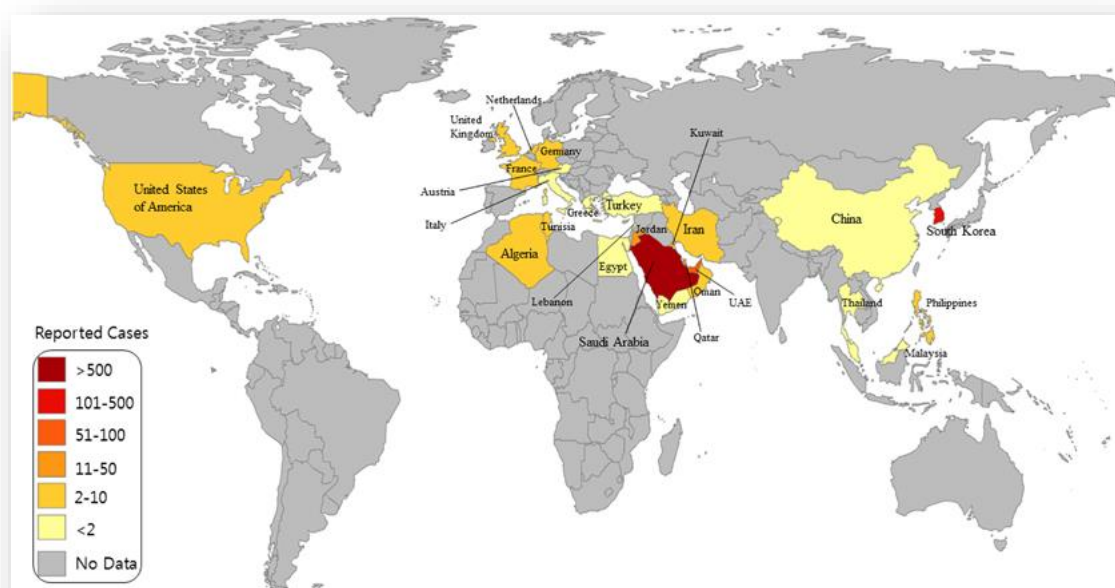 Netherlands
United
Kingdom
Germany
France
Kuwait
Austria
Italy
Greece
Turkey
Tunisia
Algeria
Egypt
Jordan
Iran
Lebanon
Saudi Arabia
Yemen
Oman
UAE
Qatar
United States
of America
China
South Korea
Thailand
Philippines
Malaysia
Reported Cases
>500
101-500
51-100
11-50
2-10
<2
No Data